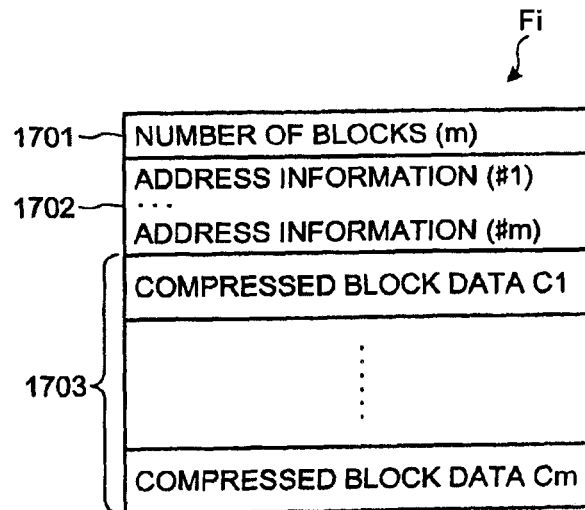 Fi
1701 NUMBER OF BLOCKS (m)
ADDRESS INFORMATION (#1)
1702 ...
ADDRESS INFORMATION (#m)
COMPRESSED BLOCK DATA C1
1703
COMPRESSED BLOCK DATA Cm